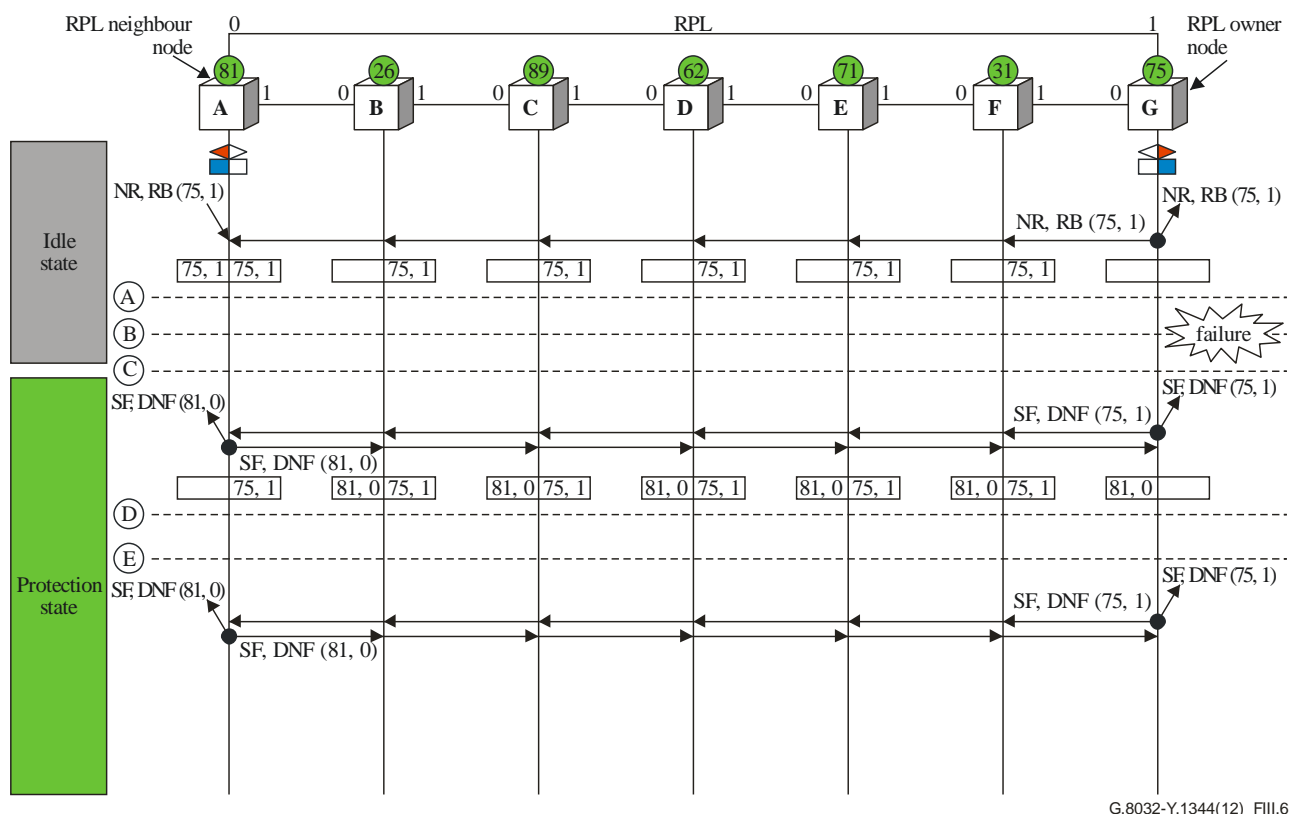 RPL neighbour
node
0
RPL
1
RPL owner
node
81
26
89
62
71
31
75
A
1
0
B
1
0
C
1
0
D
1
0
E
1
0
F
1
0
G
NR, RB (75, 1)
NR, RB (75, 1)
NR, RB (75, 1)
Idle
state
75, 1
75, 1
75, 1
75, 1
75, 1
75, 1
75, 1
A
B
failure
C
SF, DNF (81, 0)
SF, DNF (75, 1)
SF, DNF (75, 1)
SF, DNF (81, 0)
75, 1
81, 0
75, 1
81, 0
75, 1
81, 0
75, 1
81, 0
75, 1
81, 0
75, 1
81, 0
D
E
Protection
state
SF, DNF (81, 0)
SF, DNF (75, 1)
SF, DNF (75, 1)
SF, DNF (81, 0)
G.8032-Y.1344(12)_FIII.6